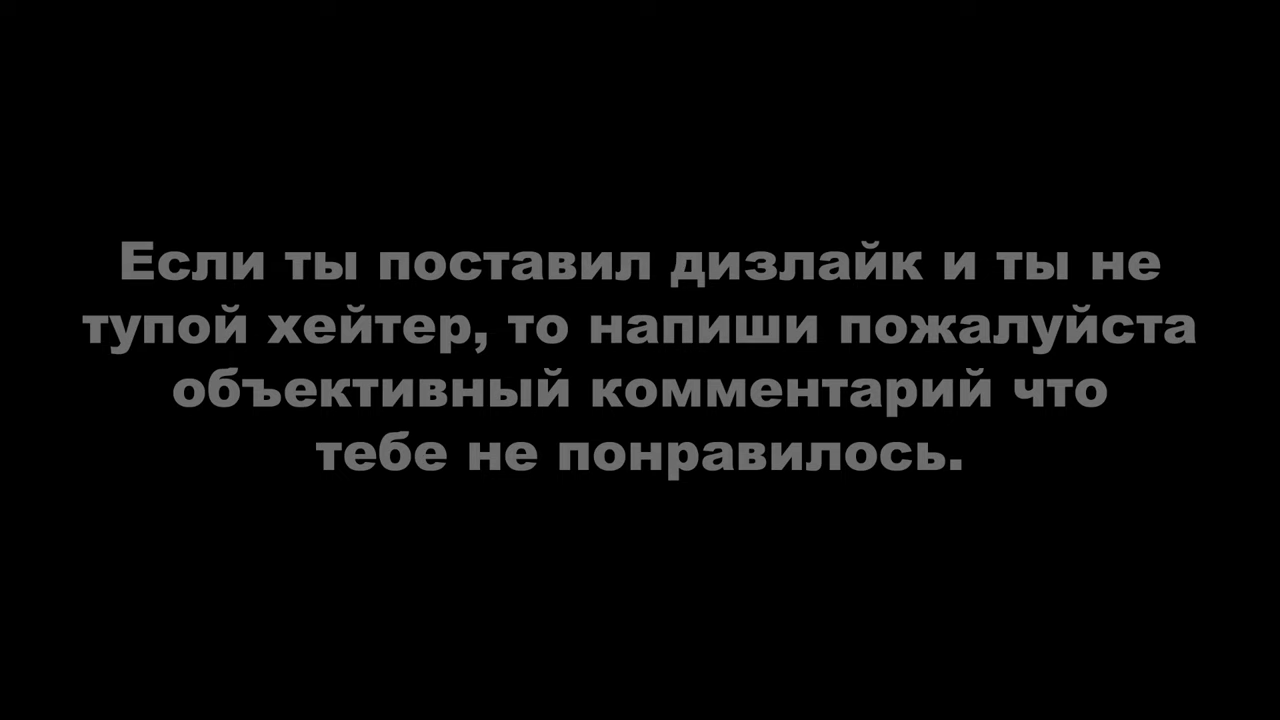 Если ты поставил дизлайк и ты не
тупой хейтер, то напиши пожалуйста
объективный комментарий что
тебе не понравилось.